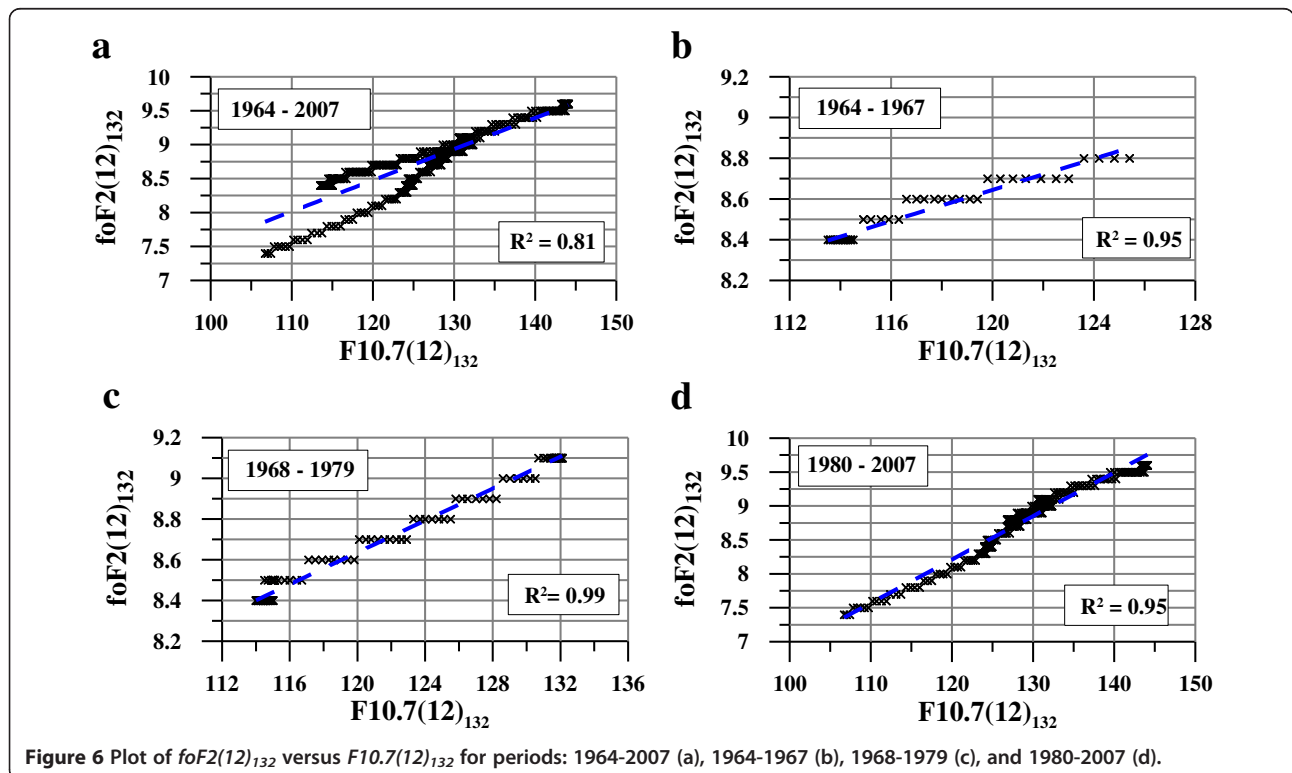 a
10
9.5
9
8.5
8
7.5
7
1964 - 2007
R² = 0.81
foF2(12)₁₃₂
100 110 120 130 140 150
F10.7(12)₁₃₂
b
9.2
9
8.8
8.6
8.4
8.2
1964 - 1967
R² = 0.95
foF2(12)₁₃₂
112 116 120 124 128
F10.7(12)₁₃₂
c
9.2
9
8.8
8.6
8.4
8.2
1968 - 1979
R²= 0.99
foF2(12)₁₃₂
112 116 120 124 128 132 136
F10.7(12)₁₃₂
d
10
9.5
9
8.5
8
7.5
7
1980 - 2007
R² = 0.95
foF2(12)₁₃₂
100 110 120 130 140 150
F10.7(12)₁₃₂
Figure 6 Plot of foF2(12)₁₃₂ versus F10.7(12)₁₃₂ for periods: 1964-2007 (a), 1964-1967 (b), 1968-1979 (c), and 1980-2007 (d).